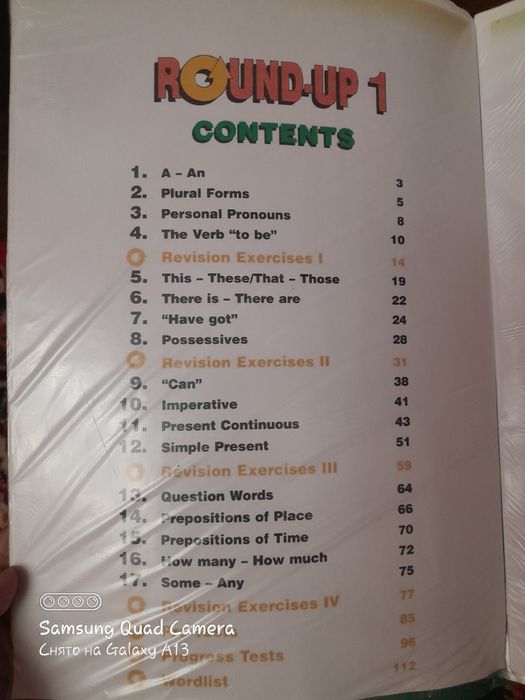 ROUND-UP 1
CONTENTS
1. A – An 3
2. Plural Forms 5
3. Personal Pronouns 8
4. The Verb "to be" 10
Revision Exercises I 14
5. This – These/That – Those 19
6. There is – There are 22
7. "Have got" 24
8. Possessives 28
Revision Exercises II 31
9. "Can" 38
10. Imperative 41
11. Present Continuous 43
12. Simple Present 51
Revision Exercises III 59
13. Question Words 64
14. Prepositions of Place 66
15. Prepositions of Time 70
16. How many – How much 72
17. Some – Any 75
Revision Exercises IV 77
85
Progress Tests 96
Wordlist 112
Samsung Quad Camera
Снято на Galaxy A13